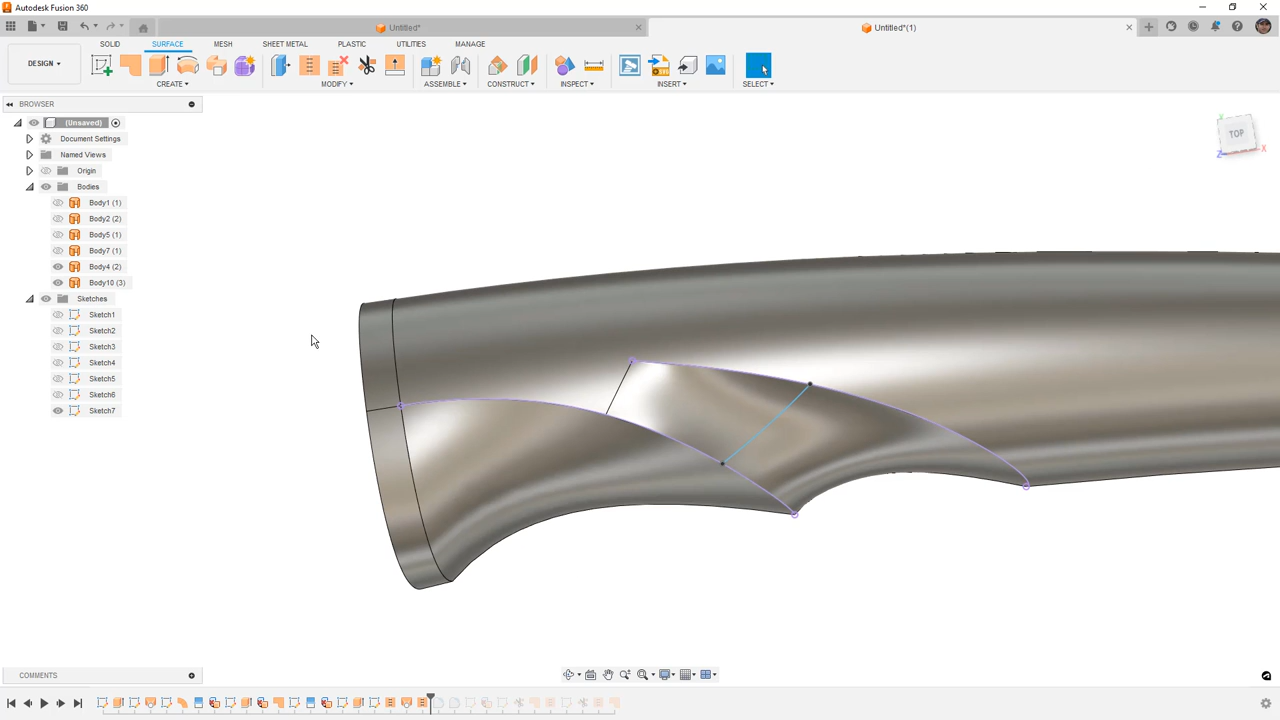 Autodesk Fusion 360
Untitled*
Untitled*(1)
DESIGN
SOLID
SURFACE
MESH
SHEET METAL
PLASTIC
UTILITIES
MANAGE
CREATE
MODIFY
ASSEMBLE
CONSTRUCT
INSPECT
INSERT
SELECT
BROWSER
(Unsaved)
Document Settings
Named Views
Origin
Bodies
Body1 (1)
Body2 (2)
Body5 (1)
Body7 (1)
Body4 (2)
Body10 (3)
Sketches
Sketch1
Sketch2
Sketch3
Sketch4
Sketch5
Sketch6
Sketch7
TOP
X
Z
COMMENTS